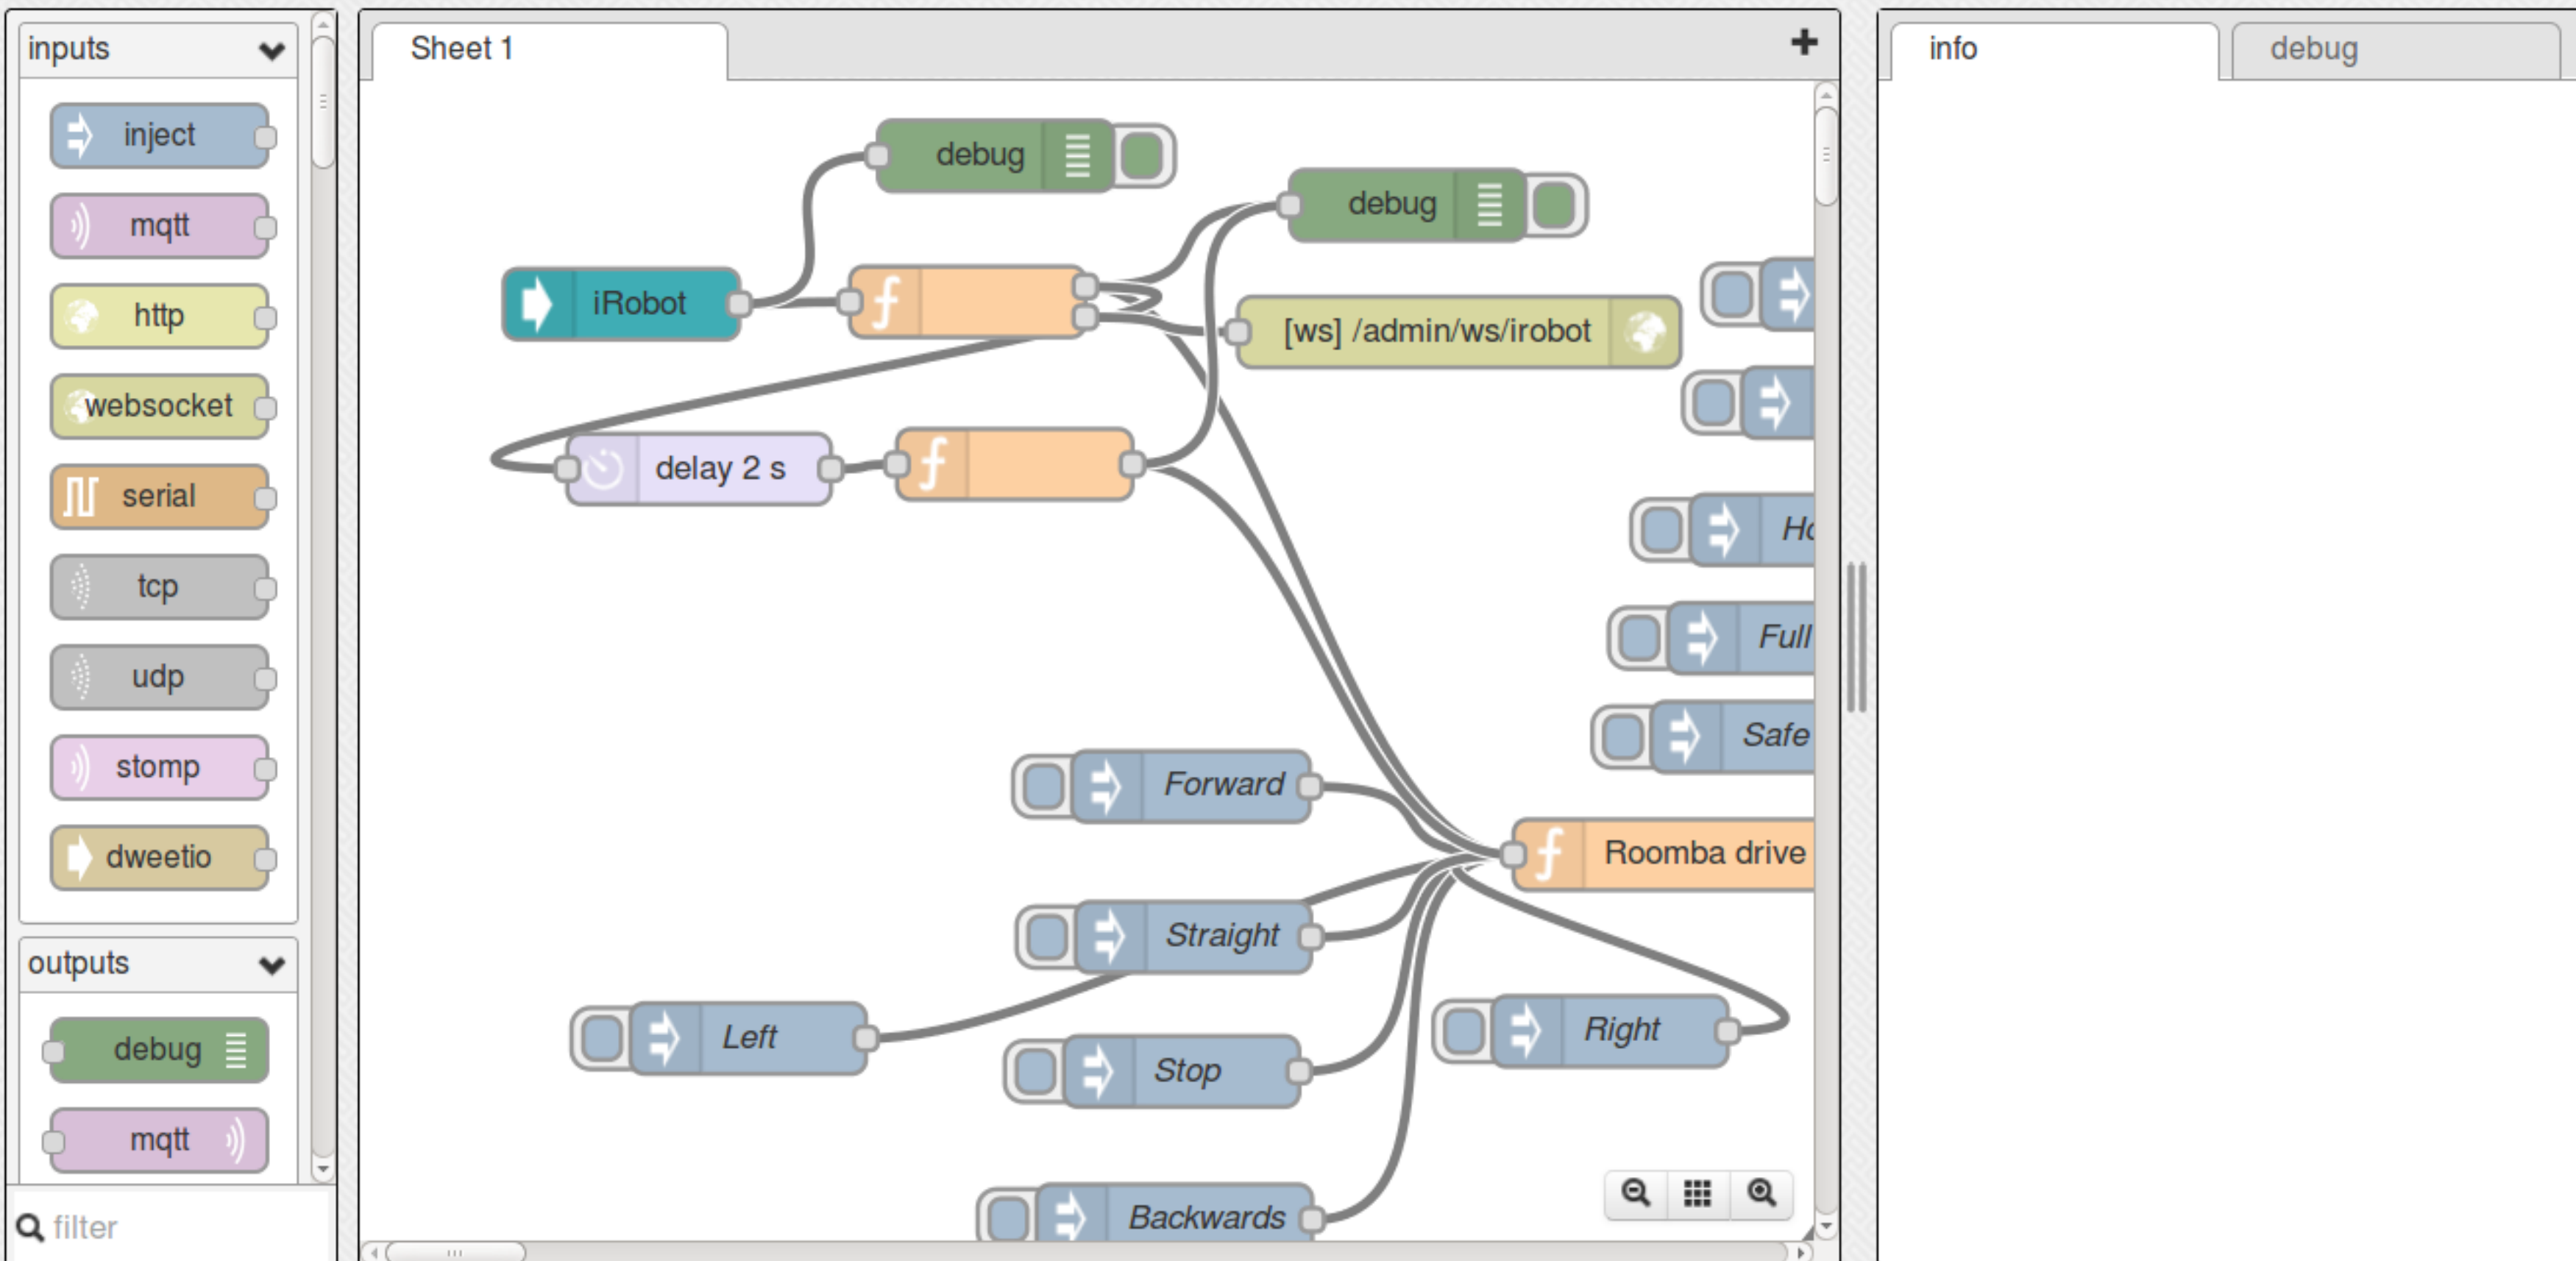 inputs
inject
mqtt
http
websocket
serial
tcp
udp
stomp
dweetio
outputs
debug
mqtt
filter
Sheet 1
debug
debug
iRobot
[ws] /admin/ws/irobot
delay 2 s
Full
Safe
Forward
Roomba drive
Straight
Left
Right
Stop
Backwards
info
debug